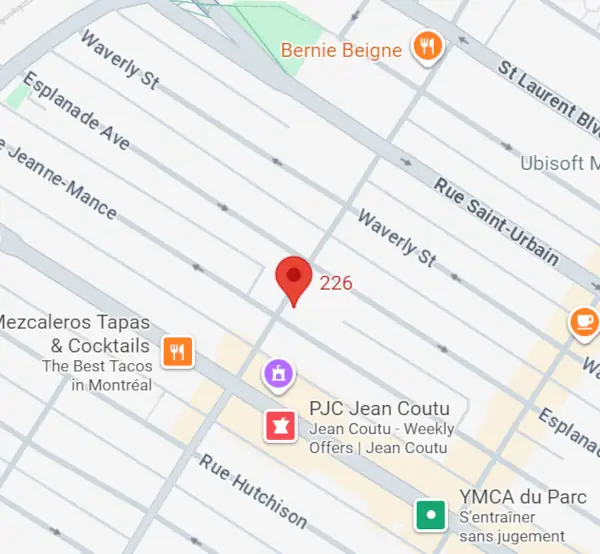 Bernie Beigne
Waverly St
St Laurent Blv
Esplanade Ave
Ubisoft M
Jeanne-Mance
Rue Saint-Urbain
Waverly St
226
Mezcaleros Tapas
& Cocktails
The Best Tacos
in Montréal
PJC Jean Coutu
Jean Coutu - Weekly
Offers | Jean Coutu
Wa
Esplanad
Rue Hutchison
YMCA du Parc
S'entraîner
sans jugement